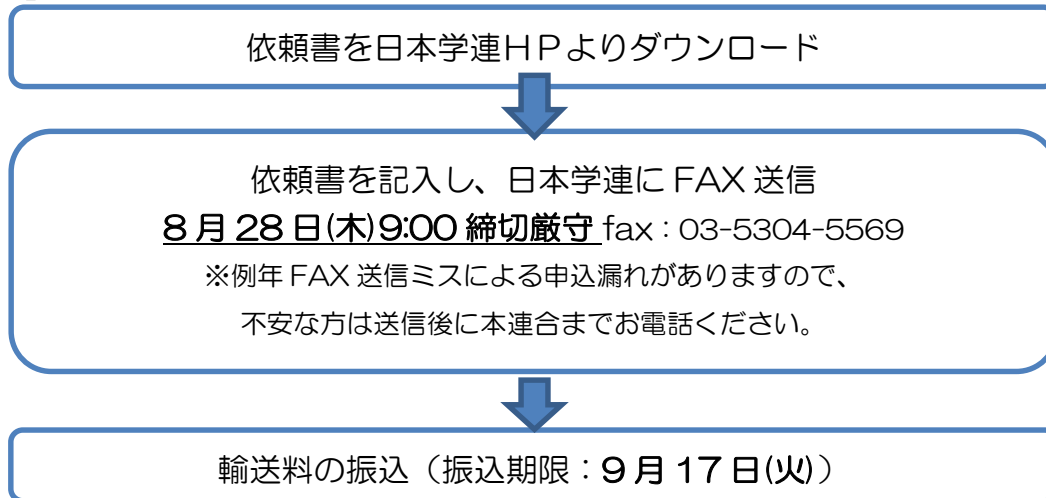 依頼書を日本学連HPよりダウンロード
依頼書を記入し、日本学連に FAX 送信
8 月 28 日(木)9:00 締切厳守 fax：03-5304-5569
※例年 FAX 送信ミスによる申込漏れがありますので、
不安な方は送信後に本連合までお電話ください。
輸送料の振込（振込期限：9 月 17 日(火)）